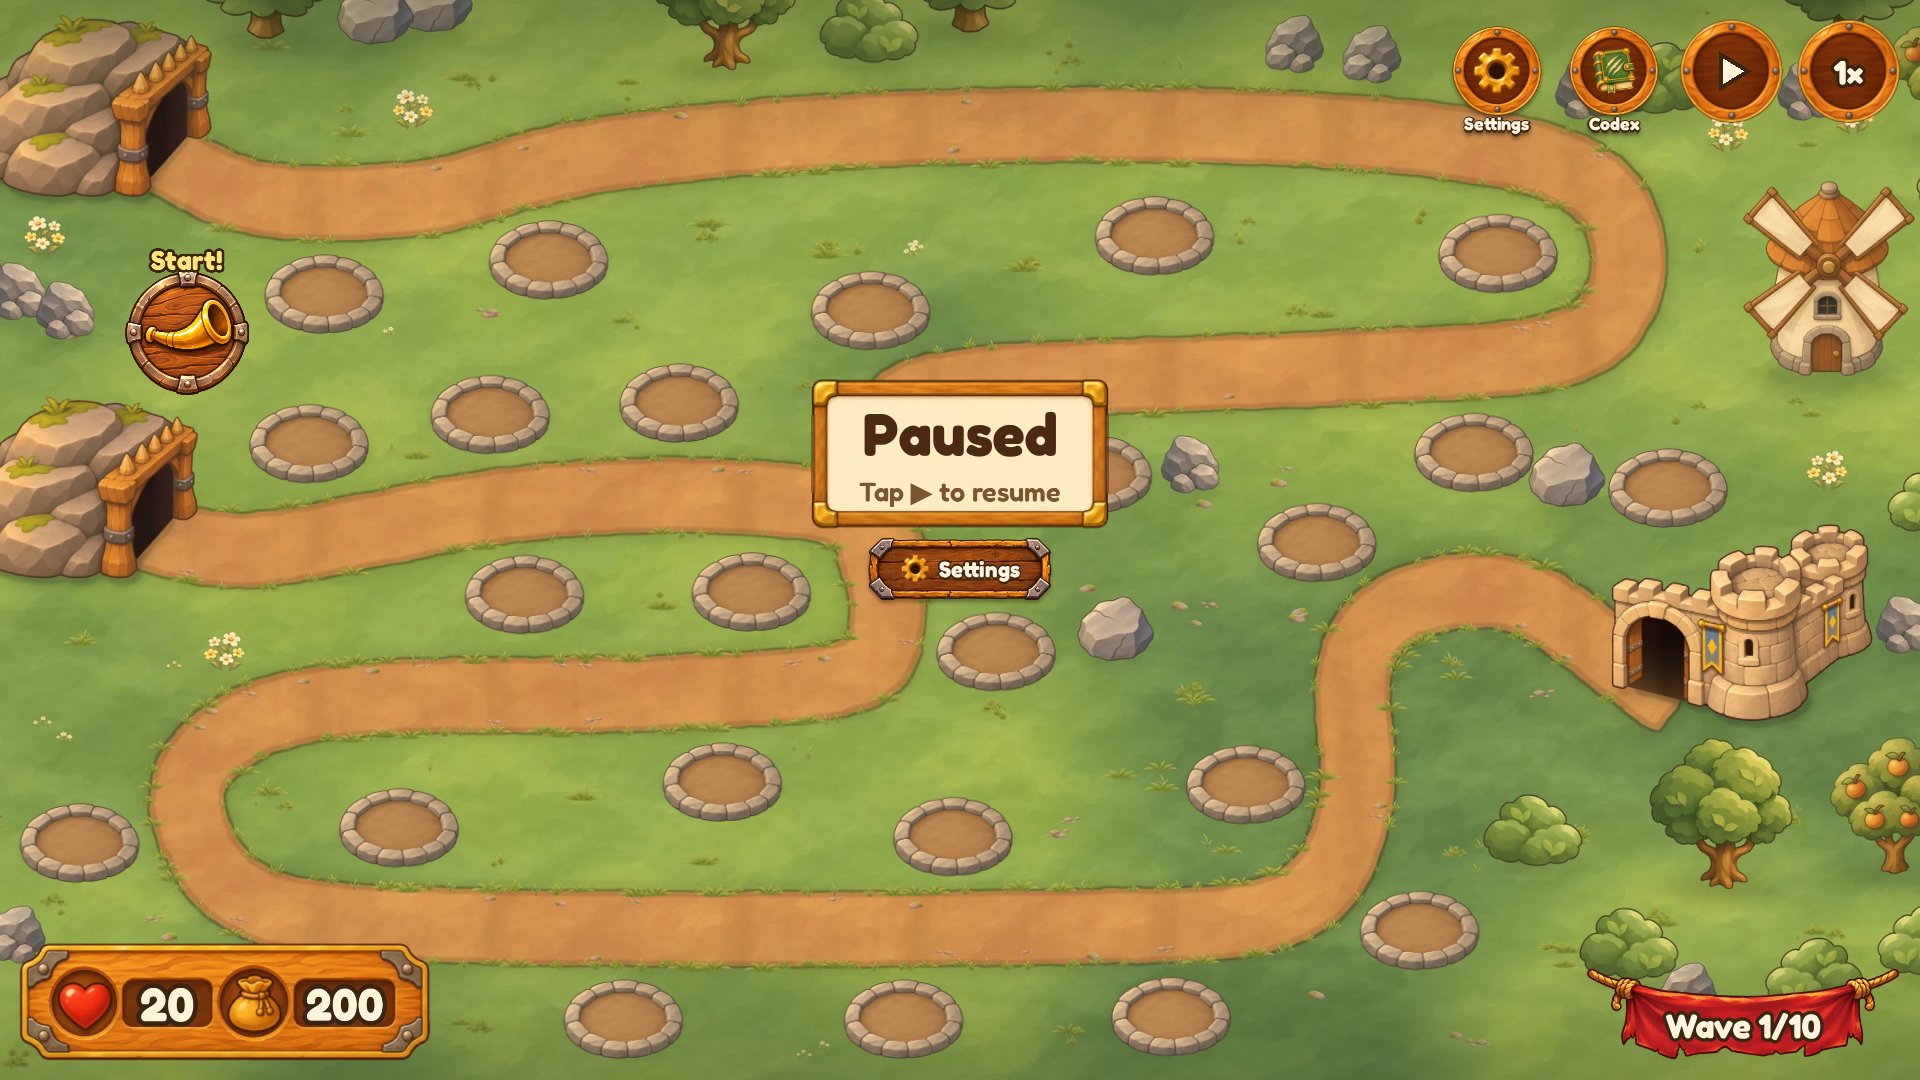 Settings
Codex
1x
Start!
Paused
Tap ▶ to resume
Settings
20
200
Wave 1/10